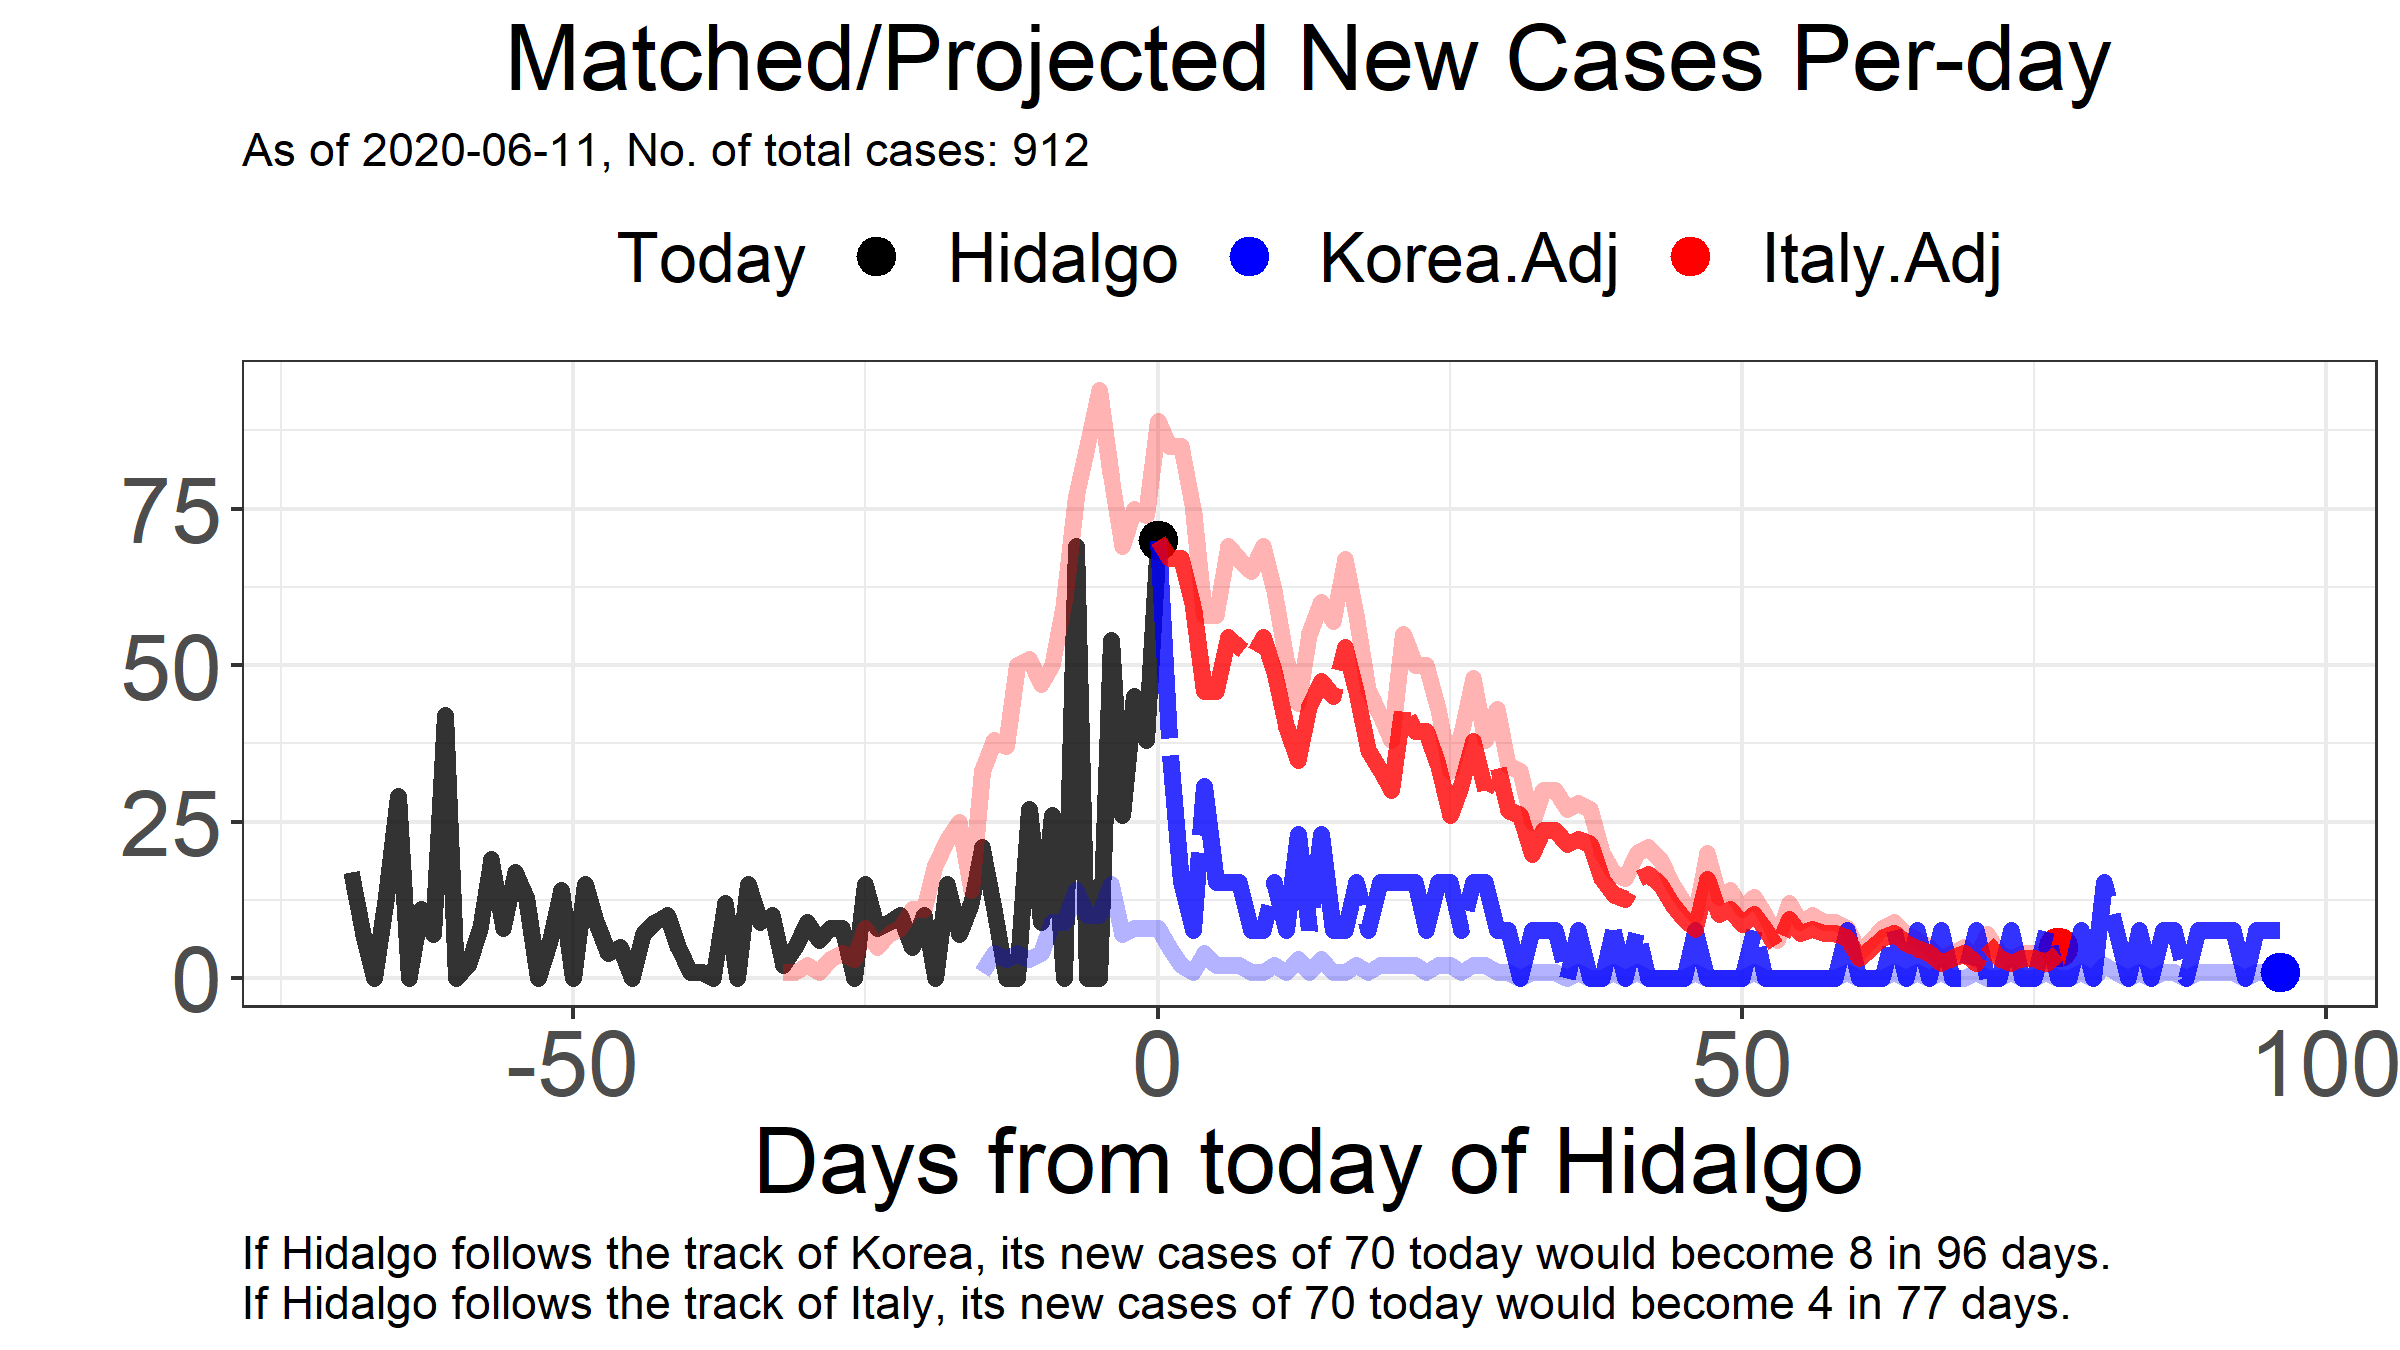 Matched/Projected New Cases Per-day
As of 2020-06-11, No. of total cases: 912
Today Hidalgo Korea.Adj Italy.Adj
75
50
25
0
-50 0 50 100
Days from today of Hidalgo
If Hidalgo follows the track of Korea, its new cases of 70 today would become 8 in 96 days.
If Hidalgo follows the track of Italy, its new cases of 70 today would become 4 in 77 days.